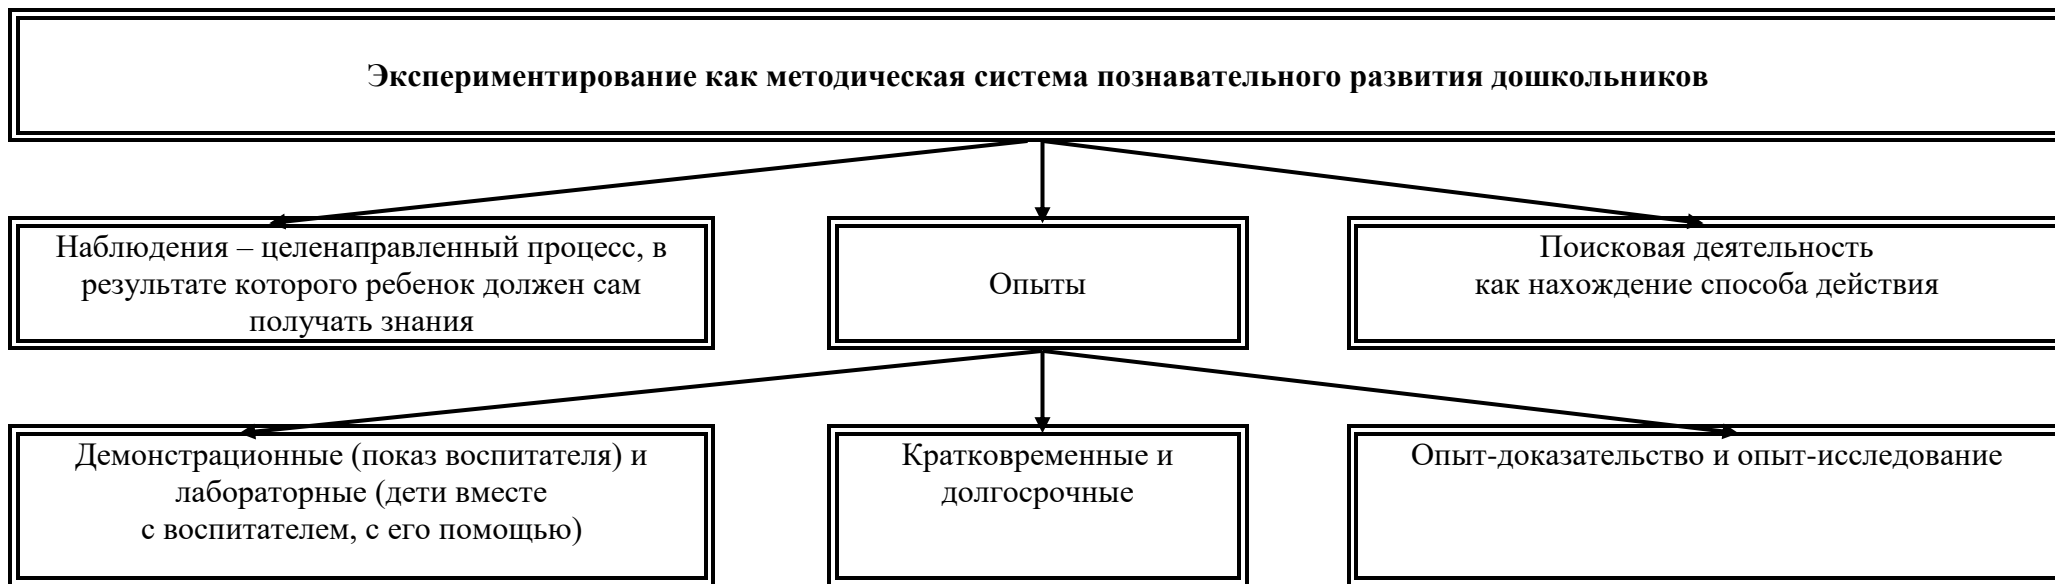 Экспериментирование как методическая система познавательного развития дошкольников
Наблюдения – целенаправленный процесс, в
результате которого ребенок должен сам
получать знания
Опыты
Поисковая деятельность
как нахождение способа действия
Демонстрационные (показ воспитателя) и
лабораторные (дети вместе
с воспитателем, с его помощью)
Кратковременные и
долгосрочные
Опыт-доказательство и опыт-исследование